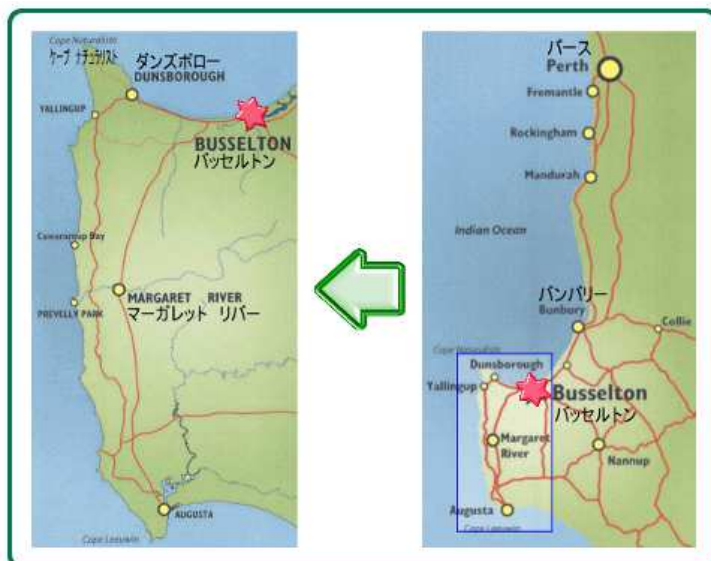 Cape Naturaliste
ケープ ナチュラリスト
ダンズボロー
DUNSBOROUGH
YALLINGUP
BUSSELTON
バッセルトン
Cowaramup Bay
MARGARET RIVER
マーガレット リバー
PREVELLY PARK
AUGUSTA
Cape Leeuwin
パース
Perth
Fremantle
Rockingham
Mandurah
Indian Ocean
バンバリー
Bunbury
Collie
Cape Naturaliste
Dunsborough
Yallingup
Busselton
バッセルトン
Margaret
River
Nannup
Augusta
Cape Leeuwin